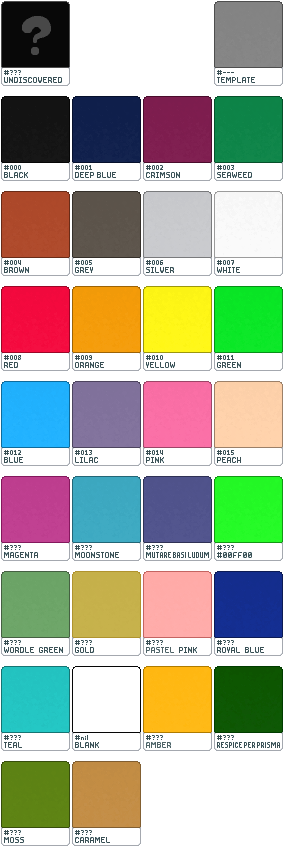 ?
#???
UNDISCOVERED
#---
TEMPLATE
#000
BLACK
#001
DEEP BLUE
#002
CRIMSON
#003
SEAWEED
#004
BROWN
#005
GREY
#006
SILVER
#007
WHITE
#008
RED
#009
ORANGE
#010
YELLOW
#011
GREEN
#012
BLUE
#013
LILAC
#014
PINK
#015
PEACH
#???
MAGENTA
#???
MOONSTONE
#???
MUTARE BASILUDUM
#???
#00FF00
#???
WORDLE GREEN
#???
GOLD
#???
PASTEL PINK
#???
ROYAL BLUE
#???
TEAL
#nil
BLANK
#???
AMBER
#???
RESPICE PER PRISMA
#???
MOSS
#???
CARAMEL